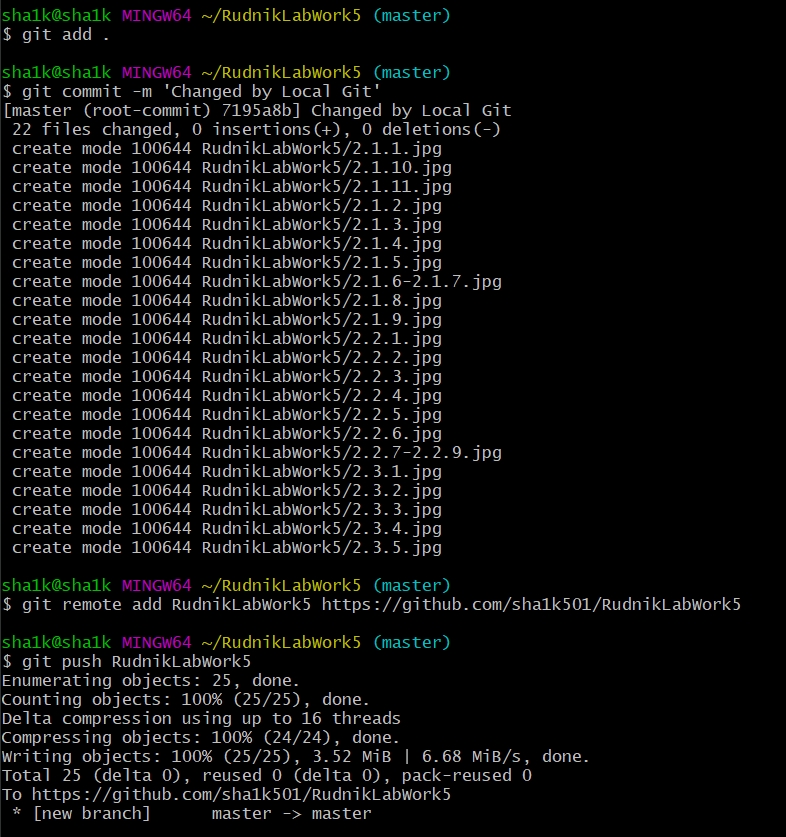 sha1k@sha1k MINGW64 ~/RudnikLabWork5 (master)
$ git add .
sha1k@sha1k MINGW64 ~/RudnikLabWork5 (master)
$ git commit -m 'Changed by Local Git'
[master (root-commit) 7195a8b] Changed by Local Git
 22 files changed, 0 insertions(+), 0 deletions(-)
 create mode 100644 RudnikLabWork5/2.1.1.jpg
 create mode 100644 RudnikLabWork5/2.1.10.jpg
 create mode 100644 RudnikLabWork5/2.1.11.jpg
 create mode 100644 RudnikLabWork5/2.1.2.jpg
 create mode 100644 RudnikLabWork5/2.1.3.jpg
 create mode 100644 RudnikLabWork5/2.1.4.jpg
 create mode 100644 RudnikLabWork5/2.1.5.jpg
 create mode 100644 RudnikLabWork5/2.1.6-2.1.7.jpg
 create mode 100644 RudnikLabWork5/2.1.8.jpg
 create mode 100644 RudnikLabWork5/2.1.9.jpg
 create mode 100644 RudnikLabWork5/2.2.1.jpg
 create mode 100644 RudnikLabWork5/2.2.2.jpg
 create mode 100644 RudnikLabWork5/2.2.3.jpg
 create mode 100644 RudnikLabWork5/2.2.4.jpg
 create mode 100644 RudnikLabWork5/2.2.5.jpg
 create mode 100644 RudnikLabWork5/2.2.6.jpg
 create mode 100644 RudnikLabWork5/2.2.7-2.2.9.jpg
 create mode 100644 RudnikLabWork5/2.3.1.jpg
 create mode 100644 RudnikLabWork5/2.3.2.jpg
 create mode 100644 RudnikLabWork5/2.3.3.jpg
 create mode 100644 RudnikLabWork5/2.3.4.jpg
 create mode 100644 RudnikLabWork5/2.3.5.jpg
sha1k@sha1k MINGW64 ~/RudnikLabWork5 (master)
$ git remote add RudnikLabWork5 https://github.com/sha1k501/RudnikLabWork5
sha1k@sha1k MINGW64 ~/RudnikLabWork5 (master)
$ git push RudnikLabWork5
Enumerating objects: 25, done.
Counting objects: 100% (25/25), done.
Delta compression using up to 16 threads
Compressing objects: 100% (24/24), done.
Writing objects: 100% (25/25), 3.52 MiB | 6.68 MiB/s, done.
Total 25 (delta 0), reused 0 (delta 0), pack-reused 0
To https://github.com/sha1k501/RudnikLabWork5
 * [new branch]      master -> master